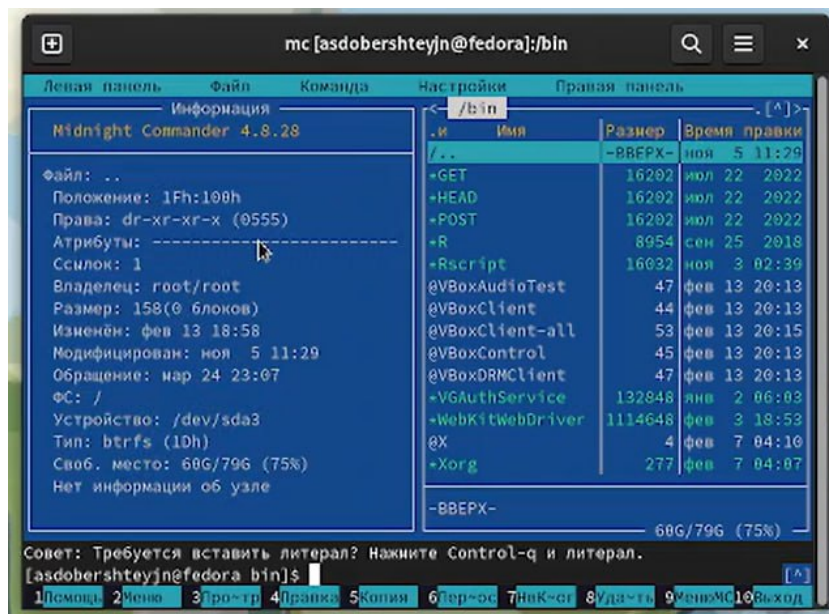 mc [asdobershteyjn@fedora]:/bin
Левая панель Файл Команда Настройки Правая панель
Информация
Midnight Commander 4.8.28
Файл: ..
Положение: 1Fh:100h
Права: dr-xr-xr-x (0555)
Атрибуты: --------------------------
Ссылок: 1
Владелец: root/root
Размер: 158(0 блоков)
Изменён: фев 13 18:58
Модифицирован: ноя 5 11:29
Обращение: мар 24 23:07
ФС: /
Устройство: /dev/sda3
Тип: btrfs (1Dh)
Своб. место: 60G/79G (75%)
Нет информации об узле
<- /bin .[^]>
.и Имя Размер Время правки
/.. -ВВЕРХ- ноя 5 11:29
*GET 16202 июл 22 2022
*HEAD 16202 июл 22 2022
*POST 16202 июл 22 2022
*R 8954 сен 25 2018
*Rscript 16032 ноя 3 02:39
@VBoxAudioTest 47 фев 13 20:13
@VBoxClient 44 фев 13 20:13
@VBoxClient-all 53 фев 13 20:15
@VBoxControl 45 фев 13 20:13
@VBoxDRMClient 47 фев 13 20:13
*VGAuthService 132848 янв 2 06:03
*WebKitWebDriver 1114648 фев 3 18:53
@X 4 фев 7 04:10
*Xorg 277 фев 7 04:07
-ВВЕРХ-
60G/79G (75%)
Совет: Требуется вставить литерал? Нажмите Control-q и литерал.
[asdobershteyjn@fedora bin]$ [^]
1Помощь 2Меню 3Про~тр 4Правка 5Копия 6Пер~ос 7НвК~ог 8Уда~ть 9МенюMC 10Выход